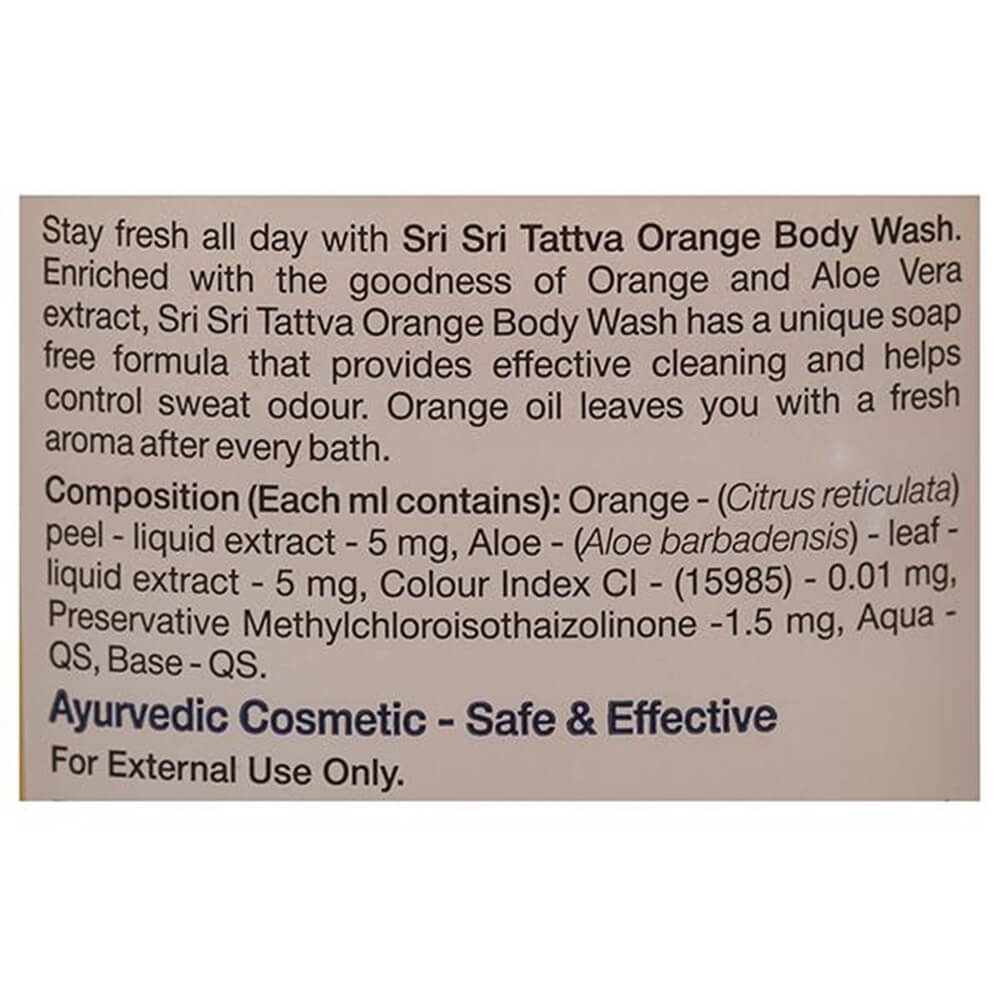 Stay fresh all day with Sri Sri Tattva Orange Body Wash.
Enriched with the goodness of Orange and Aloe Vera
extract, Sri Sri Tattva Orange Body Wash has a unique soap
free formula that provides effective cleaning and helps
control sweat odour. Orange oil leaves you with a fresh
aroma after every bath.
Composition (Each ml contains): Orange - (Citrus reticulata)
peel - liquid extract - 5 mg, Aloe - (Aloe barbadensis) - leaf -
liquid extract - 5 mg, Colour Index CI - (15985) - 0.01 mg,
Preservative Methylchloroisothaizolinone -1.5 mg, Aqua -
QS, Base - QS.
Ayurvedic Cosmetic - Safe & Effective
For External Use Only.